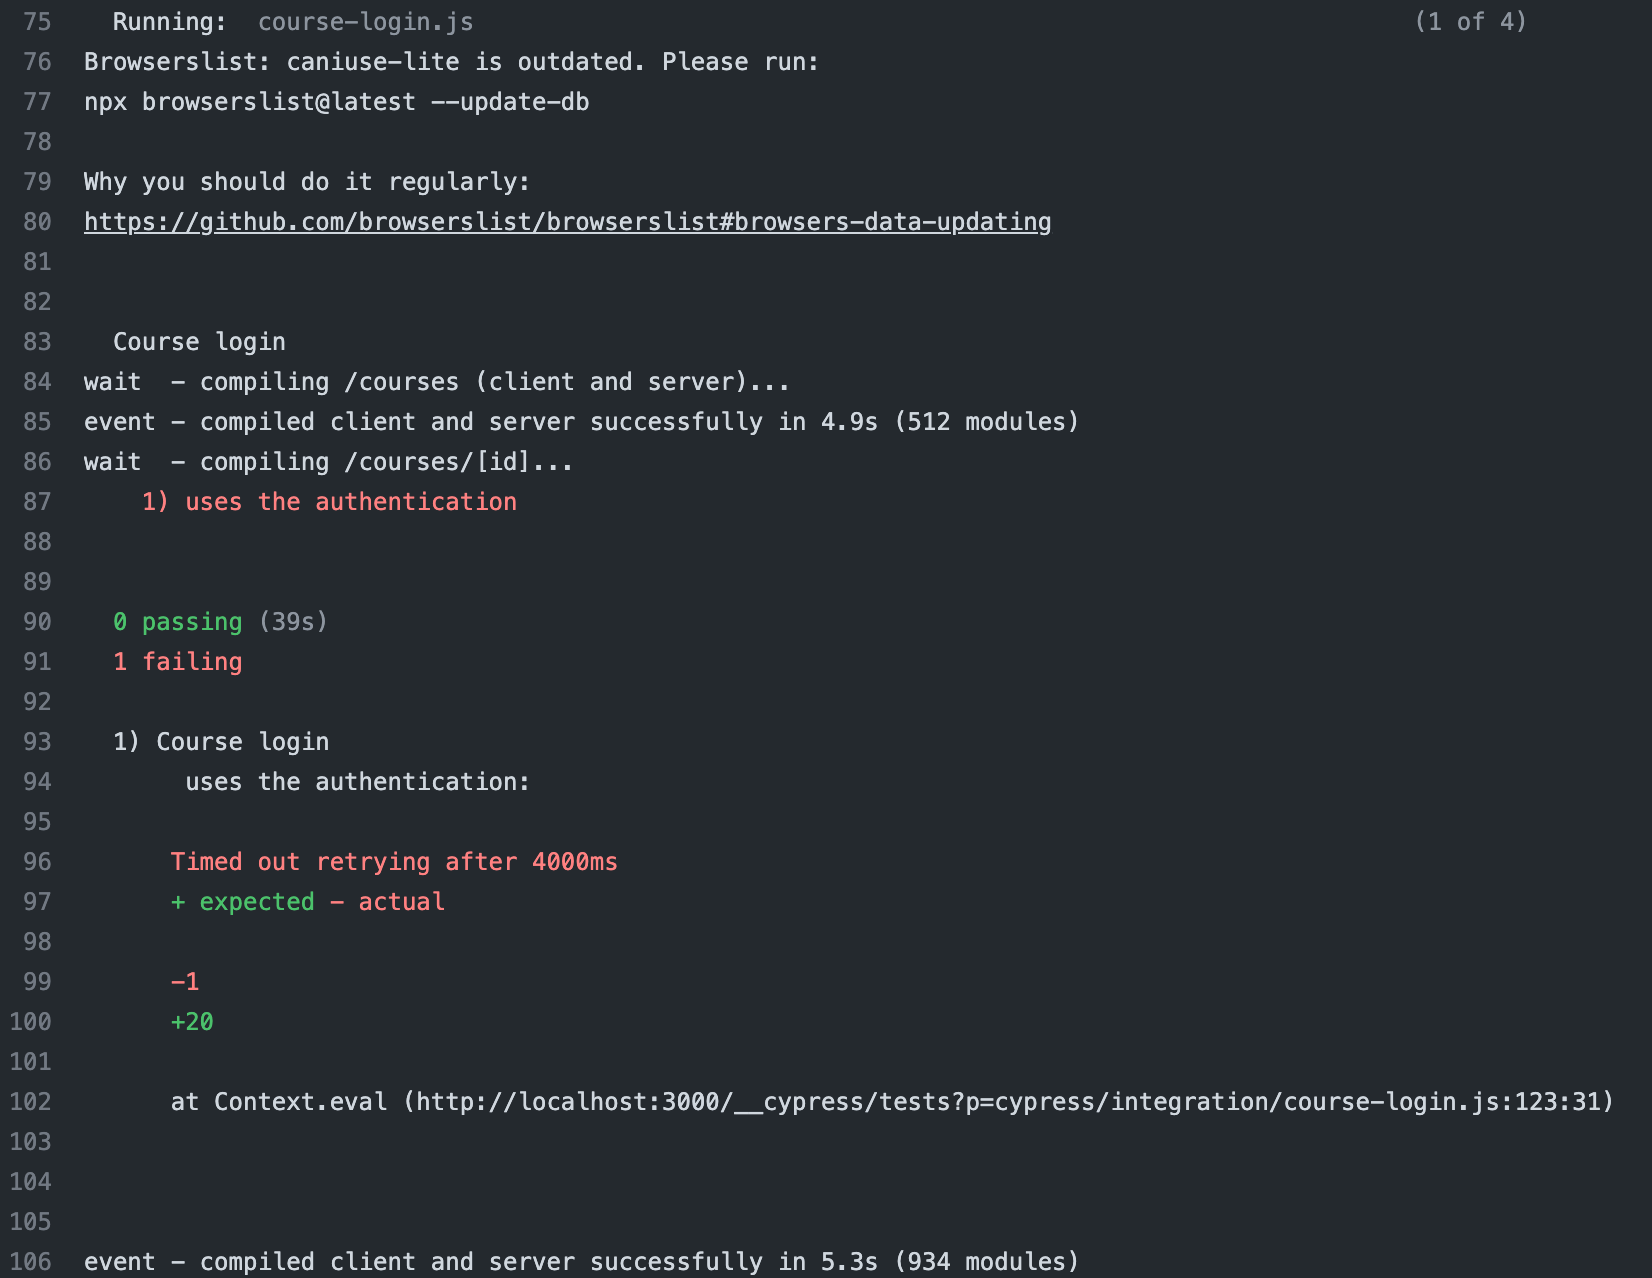 75 Running: course-login.js (1 of 4)
76 Browserslist: caniuse-lite is outdated. Please run:
77 npx browserslist@latest --update-db
78
79 Why you should do it regularly:
80 https://github.com/browserslist/browserslist#browsers-data-updating
81
82
83 Course login
84 wait  - compiling /courses (client and server)...
85 event - compiled client and server successfully in 4.9s (512 modules)
86 wait  - compiling /courses/[id]...
87 1) uses the authentication
88
89
90 0 passing (39s)
91 1 failing
92
93 1) Course login
94 uses the authentication:
95
96 Timed out retrying after 4000ms
97 + expected - actual
98
99 -1
100 +20
101
102 at Context.eval (http://localhost:3000/__cypress/tests?p=cypress/integration/course-login.js:123:31)
103
104
105
106 event - compiled client and server successfully in 5.3s (934 modules)